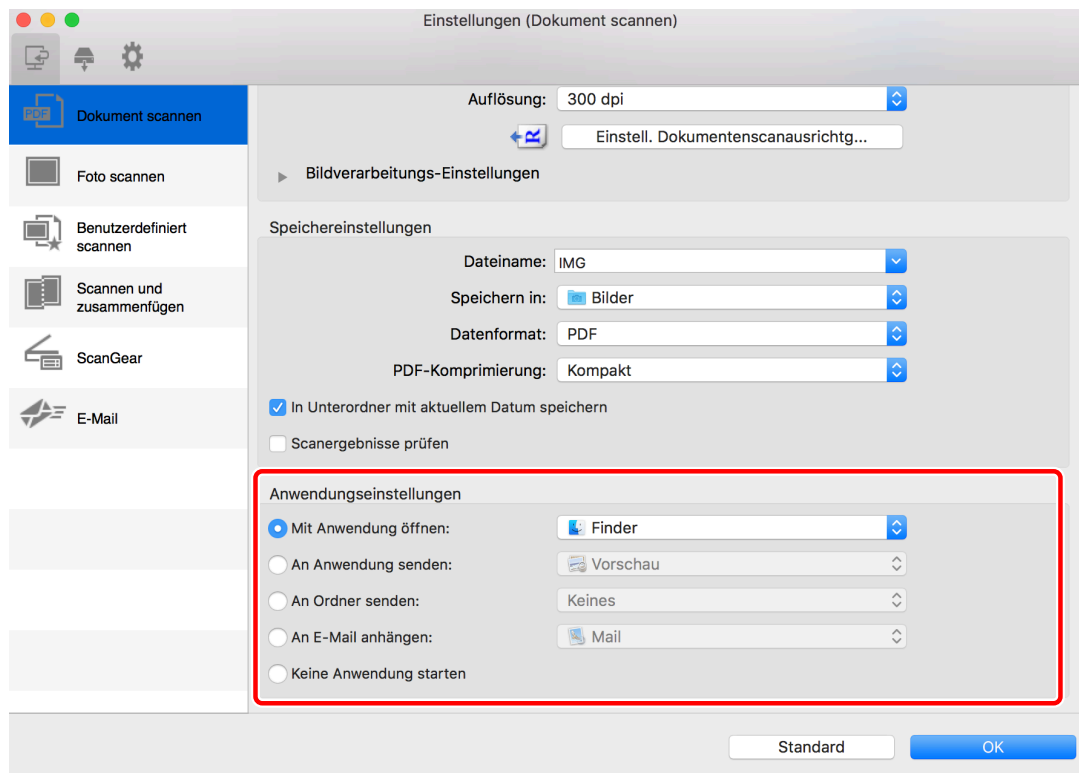 Einstellungen (Dokument scannen)
PDF
Dokument scannen
Foto scannen
Benutzerdefiniert
scannen
Scannen und
zusammenfügen
ScanGear
E-Mail
Auflösung: 300 dpi
R Einstell. Dokumentenscanausrichtg...
Bildverarbeitungs-Einstellungen
Speichereinstellungen
Dateiname: IMG
Speichern in: Bilder
Datenformat: PDF
PDF-Komprimierung: Kompakt
In Unterordner mit aktuellem Datum speichern
Scanergebnisse prüfen
Anwendungseinstellungen
Mit Anwendung öffnen: Finder
An Anwendung senden: Vorschau
An Ordner senden: Keines
An E-Mail anhängen: Mail
Keine Anwendung starten
Standard OK